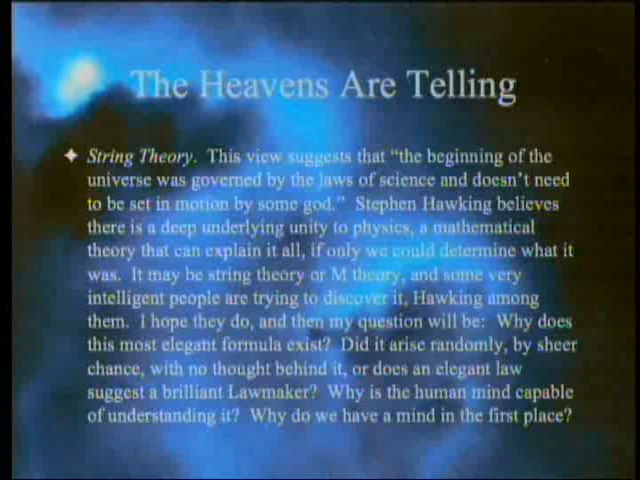 The Heavens Are Telling
String Theory. This view suggests that “the beginning of the
universe was governed by the laws of science and doesn’t need
to be set in motion by some god.” Stephen Hawking believes
there is a deep underlying unity to physics, a mathematical
theory that can explain it all, if only we could determine what it
was. It may be string theory or M theory, and some very
intelligent people are trying to discover it, Hawking among
them. I hope they do, and then my question will be: Why does
this most elegant formula exist? Did it arise randomly, by sheer
chance, with no thought behind it, or does an elegant law
suggest a brilliant Lawmaker? Why is the human mind capable
of understanding it? Why do we have a mind in the first place?